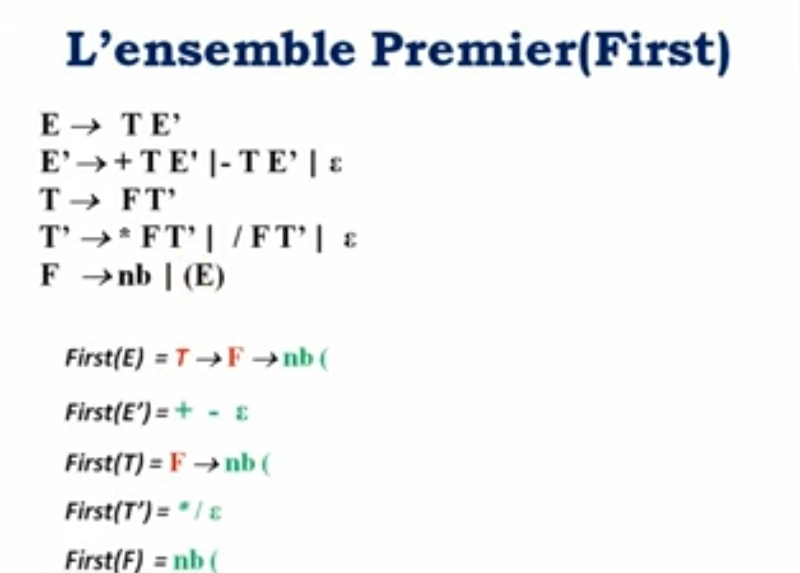 L’ensemble Premier(First)
E → T E’
E’→ + T E' | - T E’ | ε
T → F T’
T’ → * F T’ | / F T’ | ε
F → nb | (E)
First(E) = T → F → nb (
First(E’) = + - ε
First(T) = F → nb (
First(T’) = * / ε
First(F) = nb (